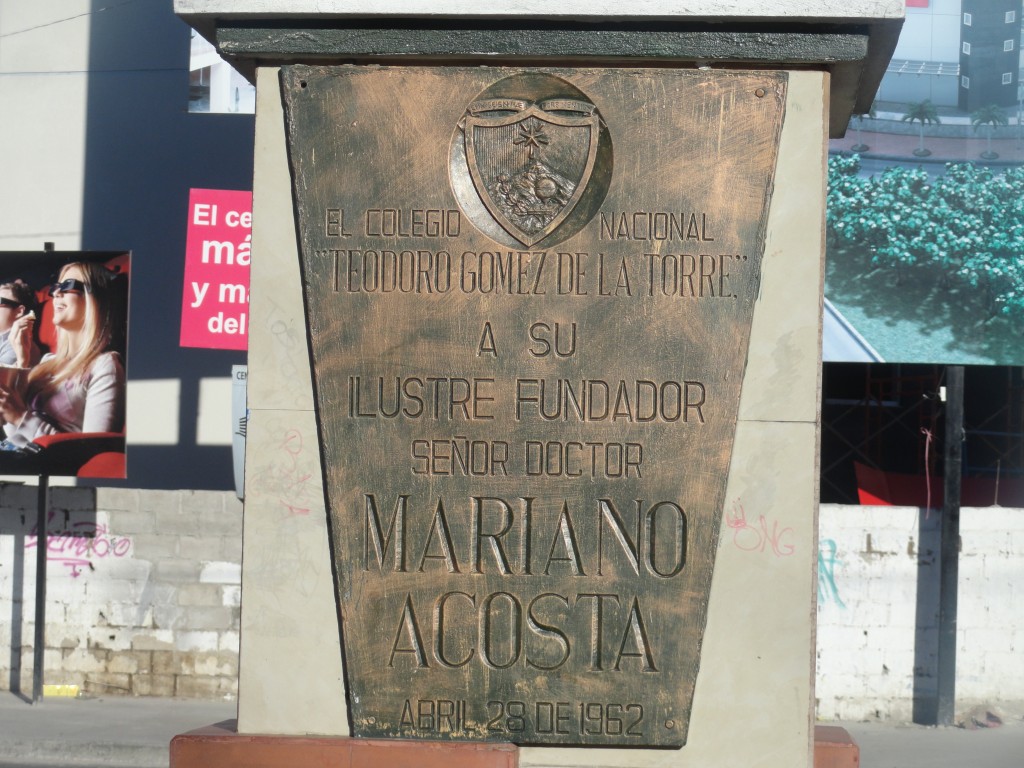 EL COLEGIO NACIONAL
"TEODORO GOMEZ DE LA TORRE",
A SU
ILUSTRE FUNDADOR
SEÑOR DOCTOR
MARIANO
ACOSTA
ABRIL 28 DE 1962
El ce
má
y m
del